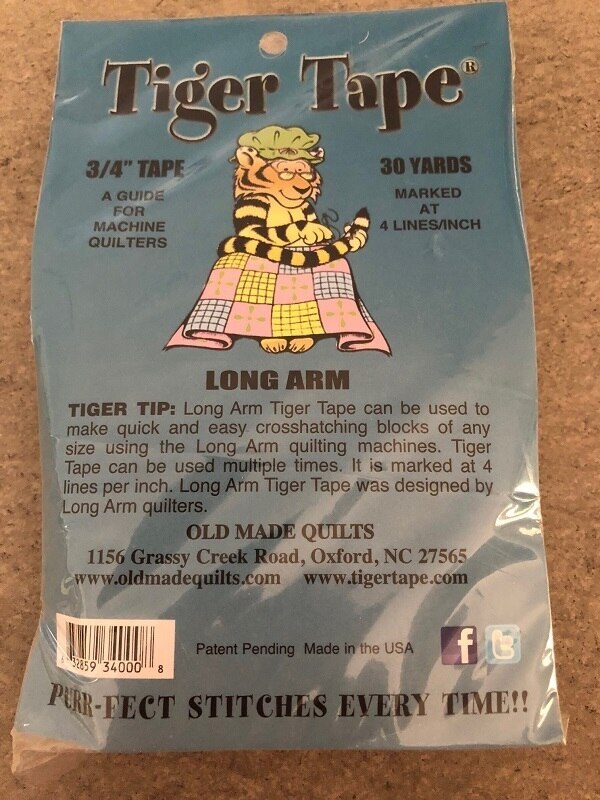 Tiger Tape®
3/4" TAPE
A GUIDE
FOR
MACHINE
QUILTERS
30 YARDS
MARKED
AT
4 LINES/INCH
LONG ARM
TIGER TIP: Long Arm Tiger Tape can be used to
make quick and easy crosshatching blocks of any
size using the Long Arm quilting machines. Tiger
Tape can be used multiple times. It is marked at 4
lines per inch. Long Arm Tiger Tape was designed by
Long Arm quilters.
OLD MADE QUILTS
1156 Grassy Creek Road, Oxford, NC 27565
www.oldmadequilts.com www.tigertape.com
32859 34000 8
Patent Pending Made in the USA
f t
PURR-FECT STITCHES EVERY TIME!!